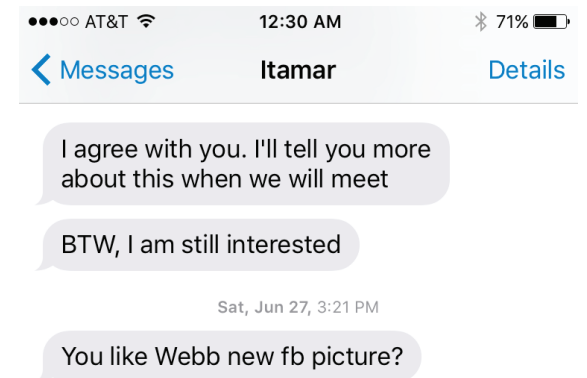 AT&T 12:30 AM 71%
Messages Itamar Details
I agree with you. I'll tell you more
about this when we will meet
BTW, I am still interested
Sat, Jun 27, 3:21 PM
You like Webb new fb picture?